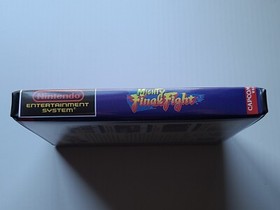 Nintendo
ENTERTAINMENT
SYSTEM
MIGHTY
FINAL FIGHT
CAPCOM